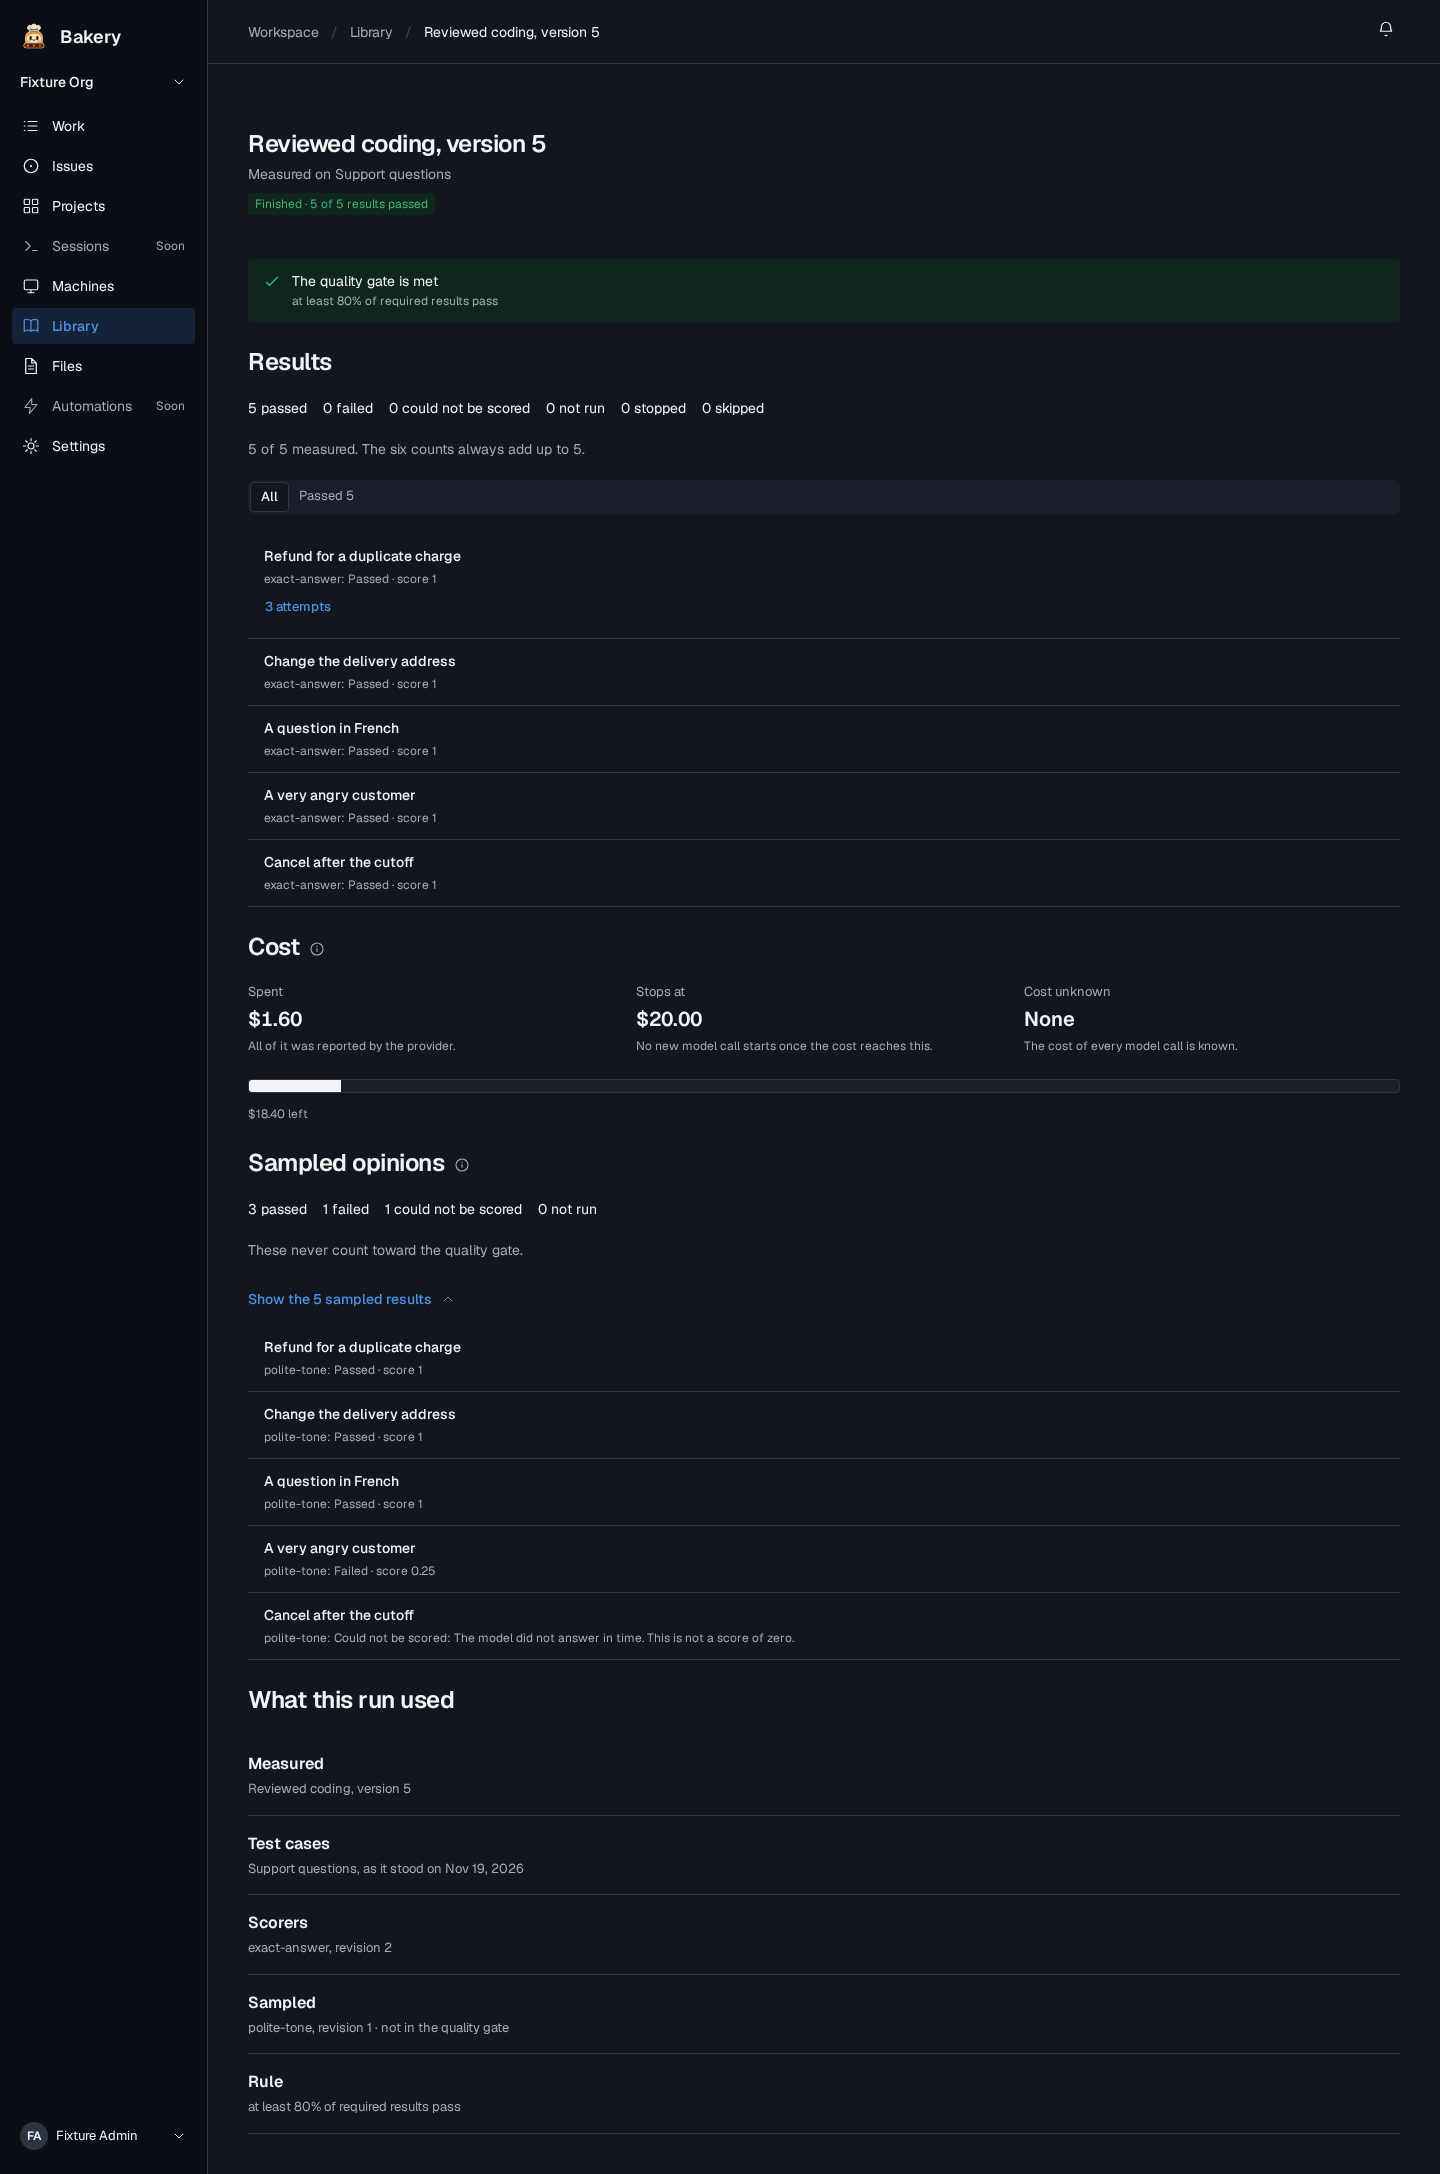 Bakery
Fixture Org
Work
Issues
Projects
Sessions Soon
Machines
Library
Files
Automations Soon
Settings
FA Fixture Admin
Workspace / Library / Reviewed coding, version 5
Reviewed coding, version 5
Measured on Support questions
Finished · 5 of 5 results passed
The quality gate is met
at least 80% of required results pass
Results
5 passed 0 failed 0 could not be scored 0 not run 0 stopped 0 skipped
5 of 5 measured. The six counts always add up to 5.
All Passed 5
Refund for a duplicate charge
exact-answer: Passed · score 1
3 attempts
Change the delivery address
exact-answer: Passed · score 1
A question in French
exact-answer: Passed · score 1
A very angry customer
exact-answer: Passed · score 1
Cancel after the cutoff
exact-answer: Passed · score 1
Cost
Spent
$1.60
All of it was reported by the provider.
Stops at
$20.00
No new model call starts once the cost reaches this.
Cost unknown
None
The cost of every model call is known.
$18.40 left
Sampled opinions
3 passed 1 failed 1 could not be scored 0 not run
These never count toward the quality gate.
Show the 5 sampled results
Refund for a duplicate charge
polite-tone: Passed · score 1
Change the delivery address
polite-tone: Passed · score 1
A question in French
polite-tone: Passed · score 1
A very angry customer
polite-tone: Failed · score 0.25
Cancel after the cutoff
polite-tone: Could not be scored: The model did not answer in time. This is not a score of zero.
What this run used
Measured
Reviewed coding, version 5
Test cases
Support questions, as it stood on Nov 19, 2026
Scorers
exact-answer, revision 2
Sampled
polite-tone, revision 1 · not in the quality gate
Rule
at least 80% of required results pass